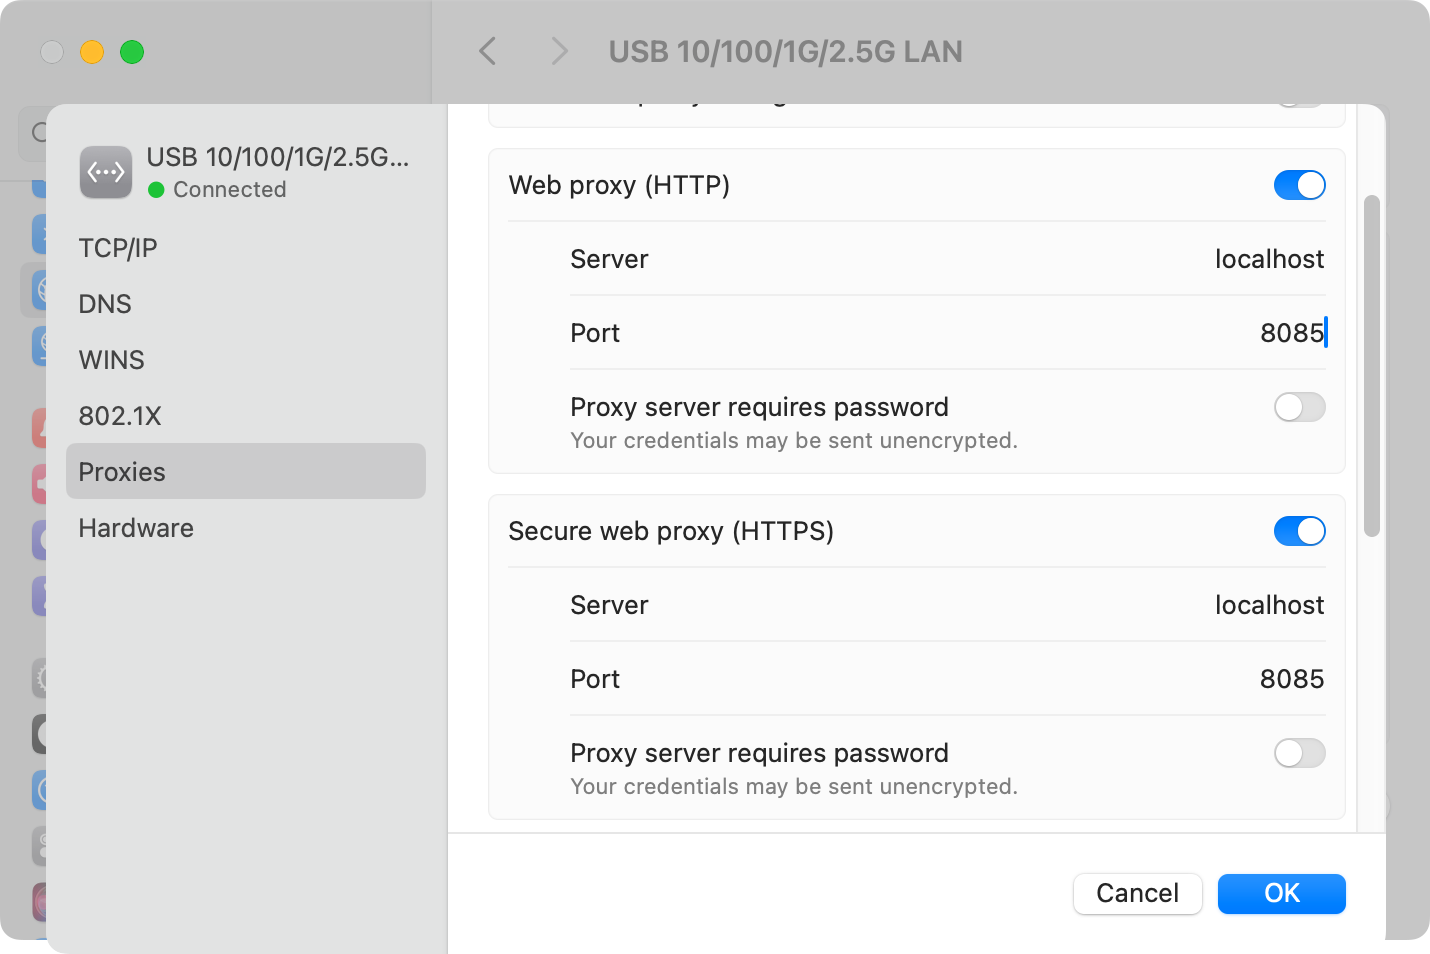 USB 10/100/1G/2.5G LAN
USB 10/100/1G/2.5G...
Connected
TCP/IP
DNS
WINS
802.1X
Proxies
Hardware
Web proxy (HTTP)
Server localhost
Port 8085
Proxy server requires password
Your credentials may be sent unencrypted.
Secure web proxy (HTTPS)
Server localhost
Port 8085
Proxy server requires password
Your credentials may be sent unencrypted.
Cancel OK